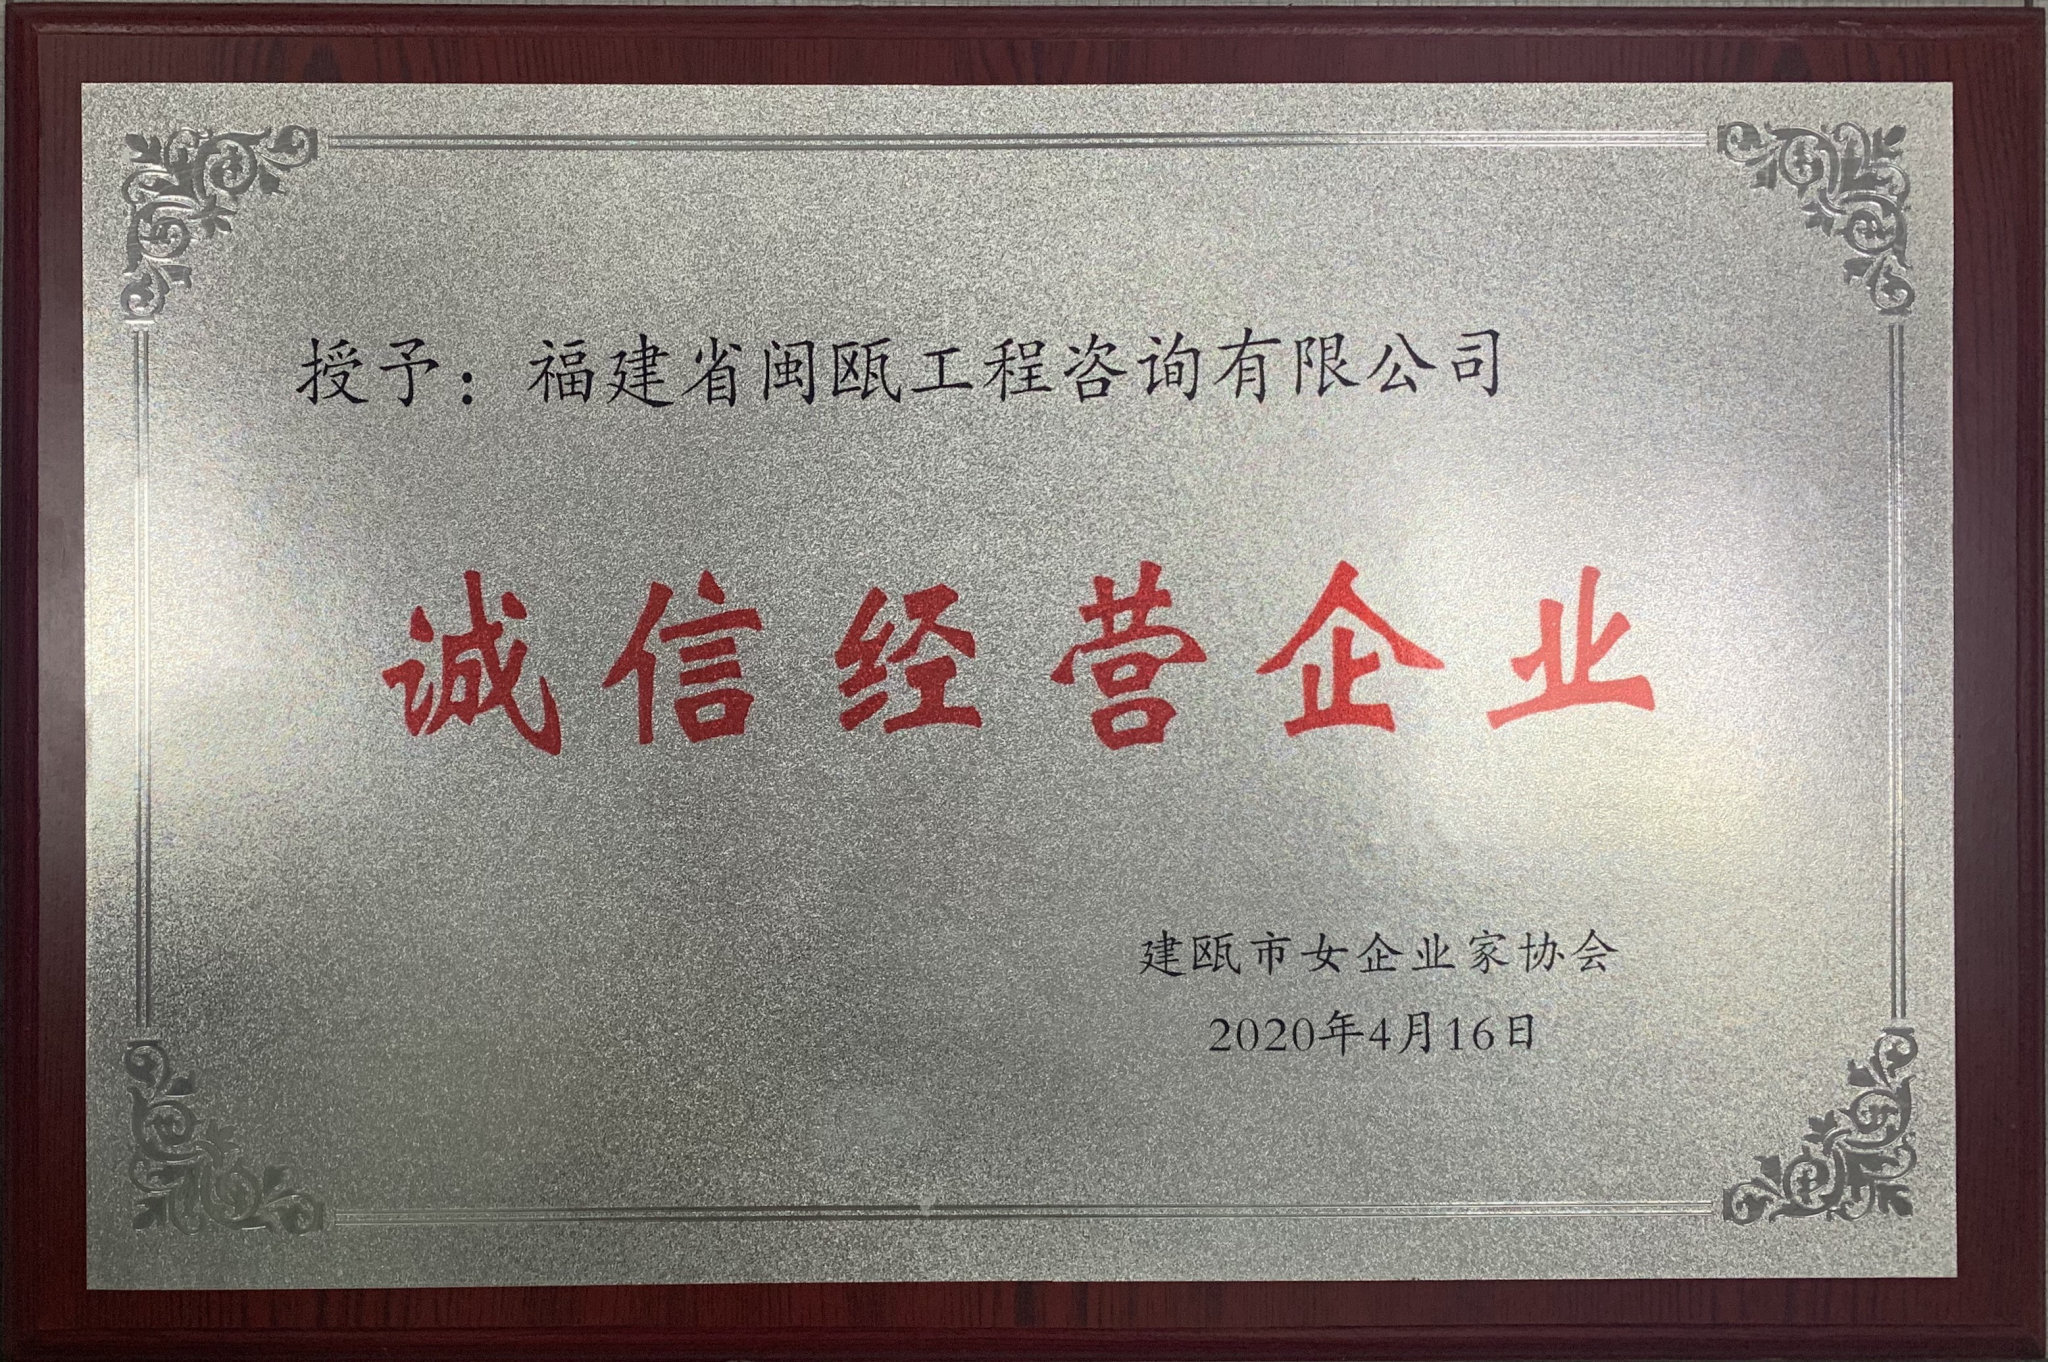 授予：福建省闽瓯工程咨询有限公司
诚信经营企业
建瓯市女企业家协会
2020年4月16日